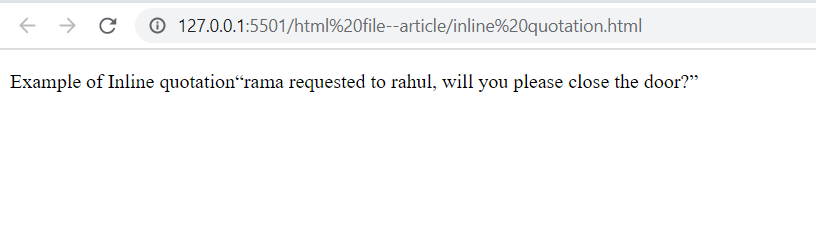 127.0.0.1:5501/html%20file--article/inline%20quotation.html
Example of Inline quotation“rama requested to rahul, will you please close the door?”